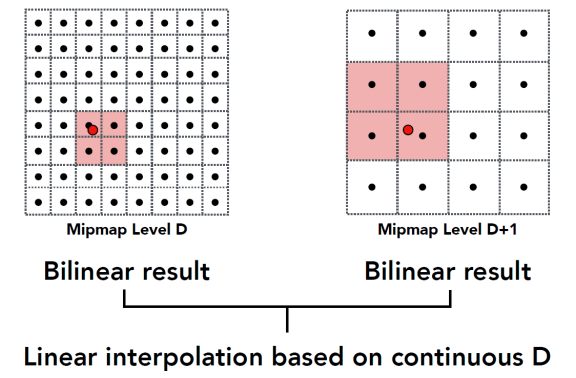 Mipmap Level D
Mipmap Level D+1
Bilinear result
Bilinear result
Linear interpolation based on continuous D